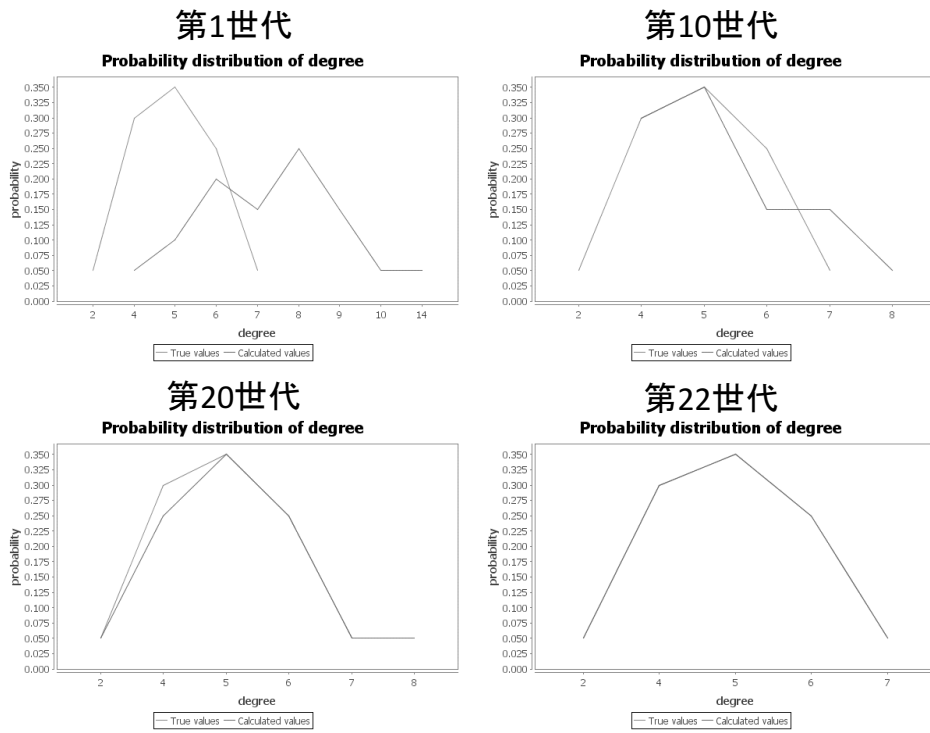 第1世代
Probability distribution of degree
0.350
0.325
0.300
0.275
0.250
0.225
0.200
0.175
0.150
0.125
0.100
0.075
0.050
0.025
0.000
probability
2 4 5 6 7 8 9 10 14
degree
True values Calculated values
第10世代
Probability distribution of degree
0.350
0.325
0.300
0.275
0.250
0.225
0.200
0.175
0.150
0.125
0.100
0.075
0.050
0.025
0.000
probability
2 4 5 6 7 8
degree
True values Calculated values
第20世代
Probability distribution of degree
0.350
0.325
0.300
0.275
0.250
0.225
0.200
0.175
0.150
0.125
0.100
0.075
0.050
0.025
0.000
probability
2 4 5 6 7 8
degree
True values Calculated values
第22世代
Probability distribution of degree
0.350
0.325
0.300
0.275
0.250
0.225
0.200
0.175
0.150
0.125
0.100
0.075
0.050
0.025
0.000
probability
2 4 5 6 7
degree
True values Calculated values